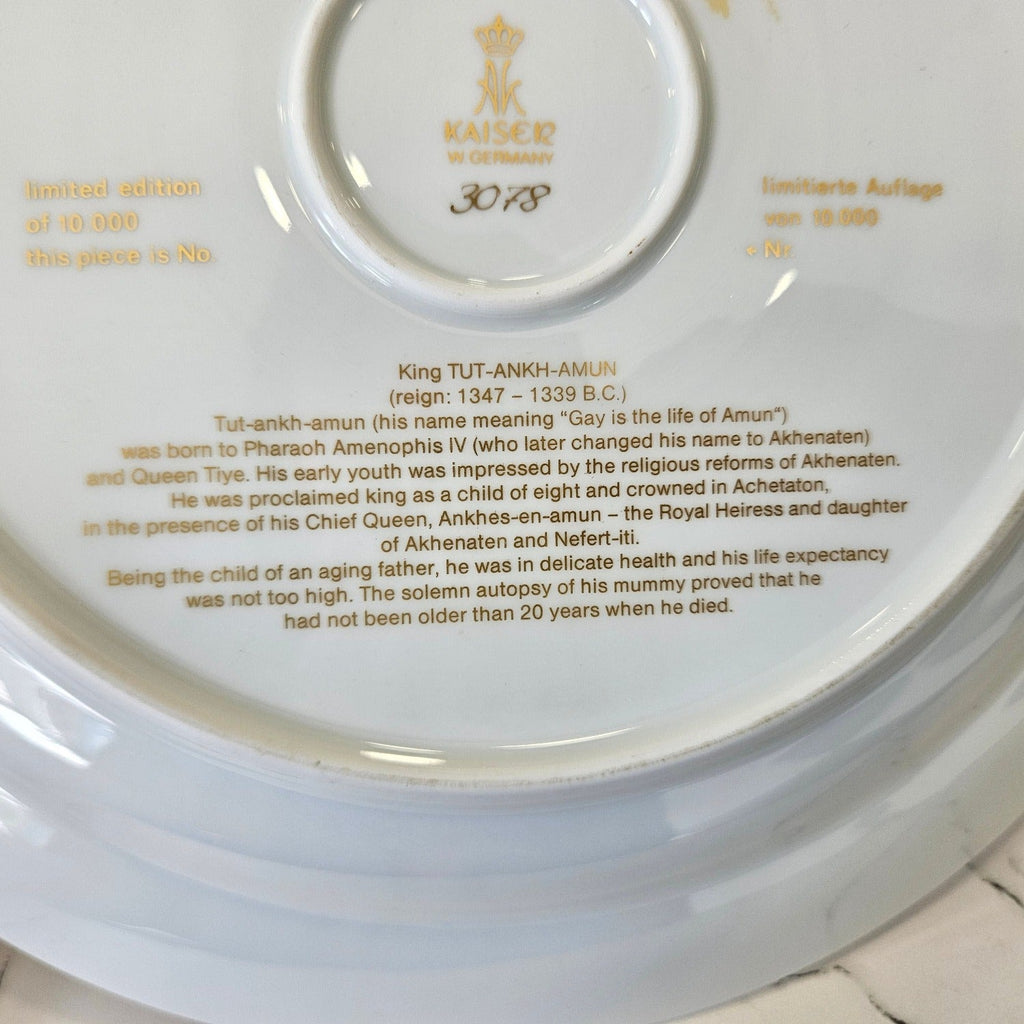 AK
KAISER
W. GERMANY
3078
limited edition
of 10.000
this piece is No.
limitierte Auflage
von 10.000
Nr.
King TUT-ANKH-AMUN
(reign: 1347 – 1339 B.C.)
Tut-ankh-amun (his name meaning “Gay is the life of Amun“)
was born to Pharaoh Amenophis IV (who later changed his name to Akhenaten)
and Queen Tiye. His early youth was impressed by the religious reforms of Akhenaten.
He was proclaimed king as a child of eight and crowned in Achetaton,
in the presence of his Chief Queen, Ankhes-en-amun – the Royal Heiress and daughter
of Akhenaten and Nefert-iti.
Being the child of an aging father, he was in delicate health and his life expectancy
was not too high. The solemn autopsy of his mummy proved that he
had not been older than 20 years when he died.